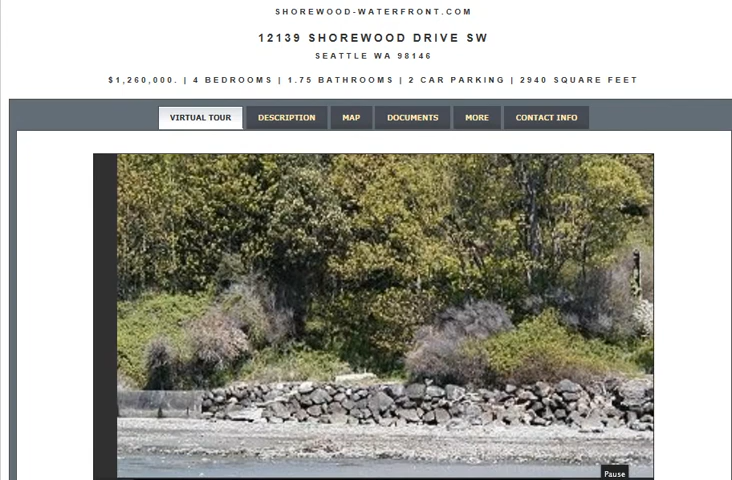 SHOREWOOD-WATERFRONT.COM
12139 SHOREWOOD DRIVE SW
SEATTLE WA 98146
$1,260,000. | 4 BEDROOMS | 1.75 BATHROOMS | 2 CAR PARKING | 2940 SQUARE FEET
VIRTUAL TOUR DESCRIPTION MAP DOCUMENTS MORE CONTACT INFO
Pause